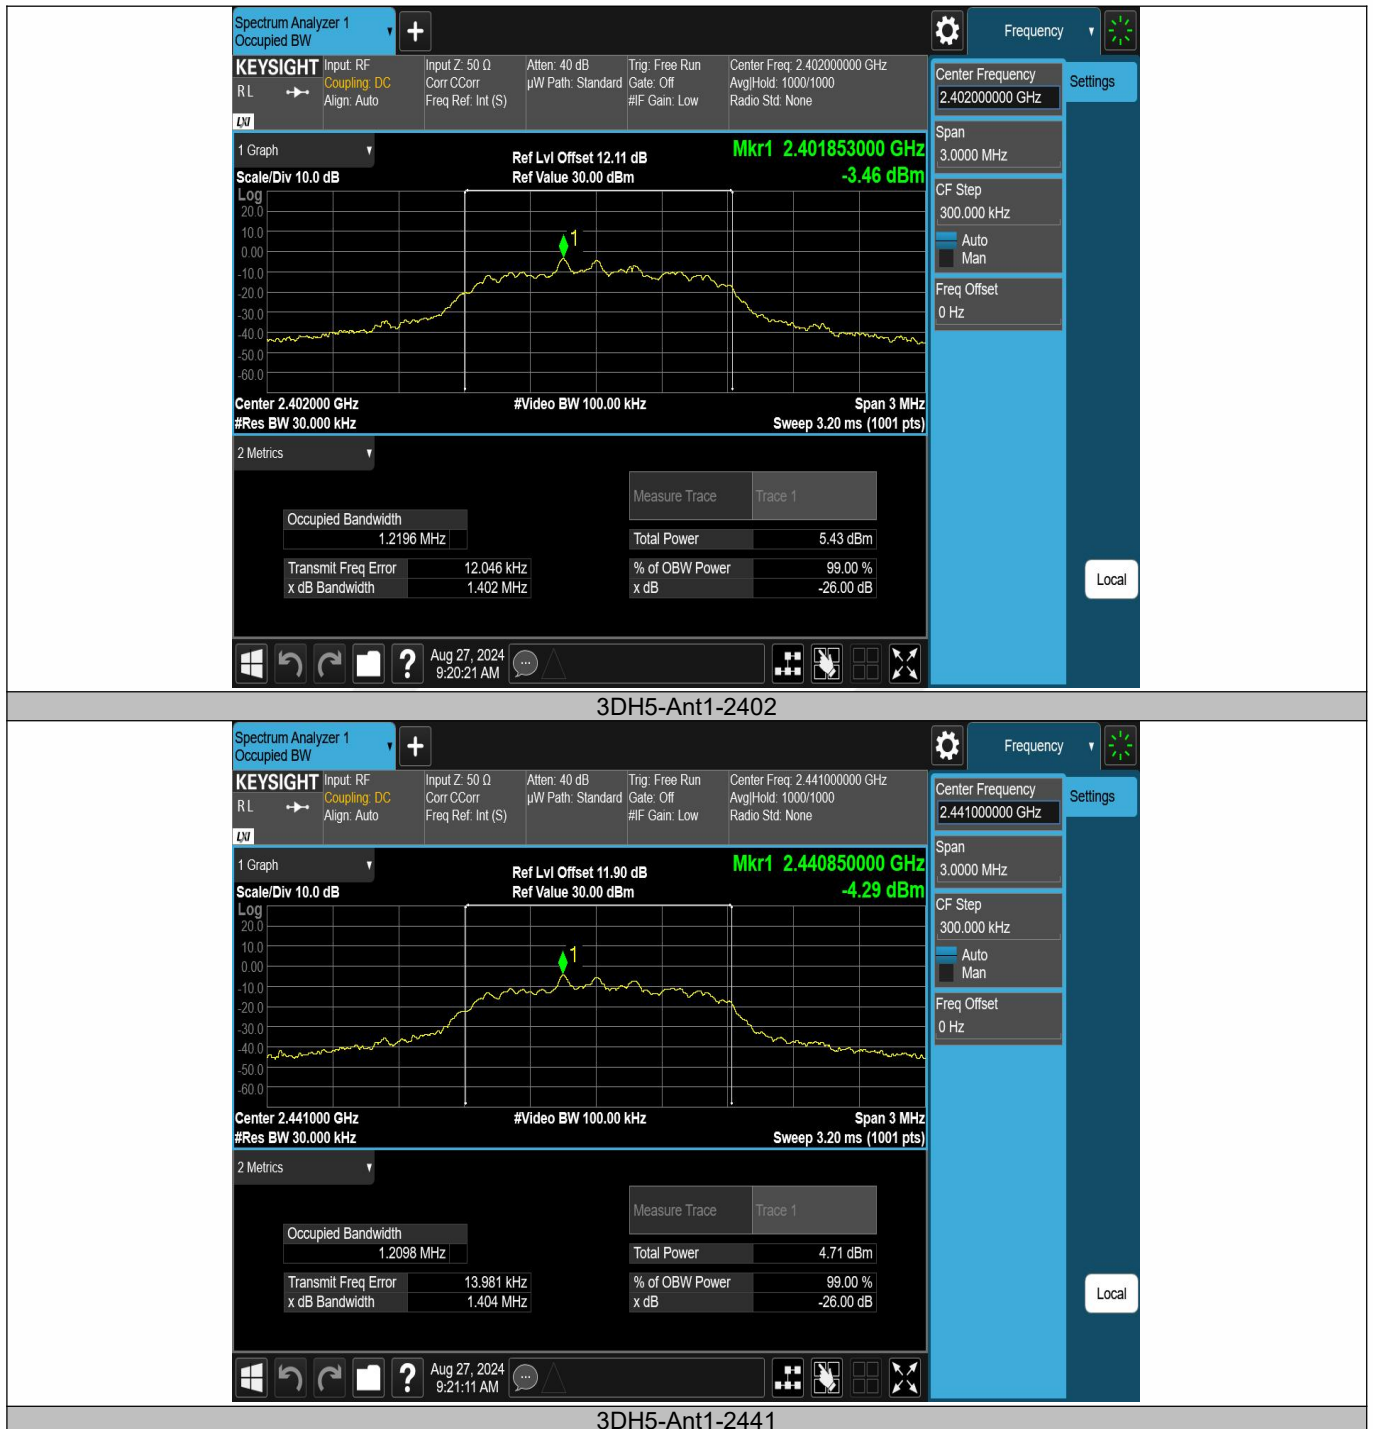 Spectrum Analyzer 1
Occupied BW
Frequency
KEYSIGHT
R L
LXI
Input: RF
Coupling: DC
Align: Auto
Input Z: 50 Ω
Corr CCorr
Freq Ref: Int (S)
Atten: 40 dB
µW Path: Standard
Trig: Free Run
Gate: Off
#IF Gain: Low
Center Freq: 2.402000000 GHz
Avg|Hold: 1000/1000
Radio Std: None
Center Frequency
2.402000000 GHz
Settings
Span
3.0000 MHz
CF Step
300.000 kHz
Auto
Man
Freq Offset
0 Hz
Local
1 Graph
Scale/Div 10.0 dB
Ref Lvl Offset 12.11 dB
Ref Value 30.00 dBm
Mkr1 2.401853000 GHz
-3.46 dBm
Log
20.0
10.0
0.00
-10.0
-20.0
-30.0
-40.0
-50.0
-60.0
1
Center 2.402000 GHz
#Res BW 30.000 kHz
#Video BW 100.00 kHz
Span 3 MHz
Sweep 3.20 ms (1001 pts)
2 Metrics
Measure Trace Trace 1
Occupied Bandwidth
1.2196 MHz
Total Power 5.43 dBm
Transmit Freq Error 12.046 kHz
% of OBW Power 99.00 %
x dB Bandwidth 1.402 MHz
x dB -26.00 dB
?
Aug 27, 2024
9:20:21 AM
3DH5-Ant1-2402
Spectrum Analyzer 1
Occupied BW
Frequency
KEYSIGHT
R L
LXI
Input: RF
Coupling: DC
Align: Auto
Input Z: 50 Ω
Corr CCorr
Freq Ref: Int (S)
Atten: 40 dB
µW Path: Standard
Trig: Free Run
Gate: Off
#IF Gain: Low
Center Freq: 2.441000000 GHz
Avg|Hold: 1000/1000
Radio Std: None
Center Frequency
2.441000000 GHz
Settings
Span
3.0000 MHz
CF Step
300.000 kHz
Auto
Man
Freq Offset
0 Hz
Local
1 Graph
Scale/Div 10.0 dB
Ref Lvl Offset 11.90 dB
Ref Value 30.00 dBm
Mkr1 2.440850000 GHz
-4.29 dBm
Log
20.0
10.0
0.00
-10.0
-20.0
-30.0
-40.0
-50.0
-60.0
1
Center 2.441000 GHz
#Res BW 30.000 kHz
#Video BW 100.00 kHz
Span 3 MHz
Sweep 3.20 ms (1001 pts)
2 Metrics
Measure Trace Trace 1
Occupied Bandwidth
1.2098 MHz
Total Power 4.71 dBm
Transmit Freq Error 13.981 kHz
% of OBW Power 99.00 %
x dB Bandwidth 1.404 MHz
x dB -26.00 dB
?
Aug 27, 2024
9:21:11 AM
3DH5-Ant1-2441